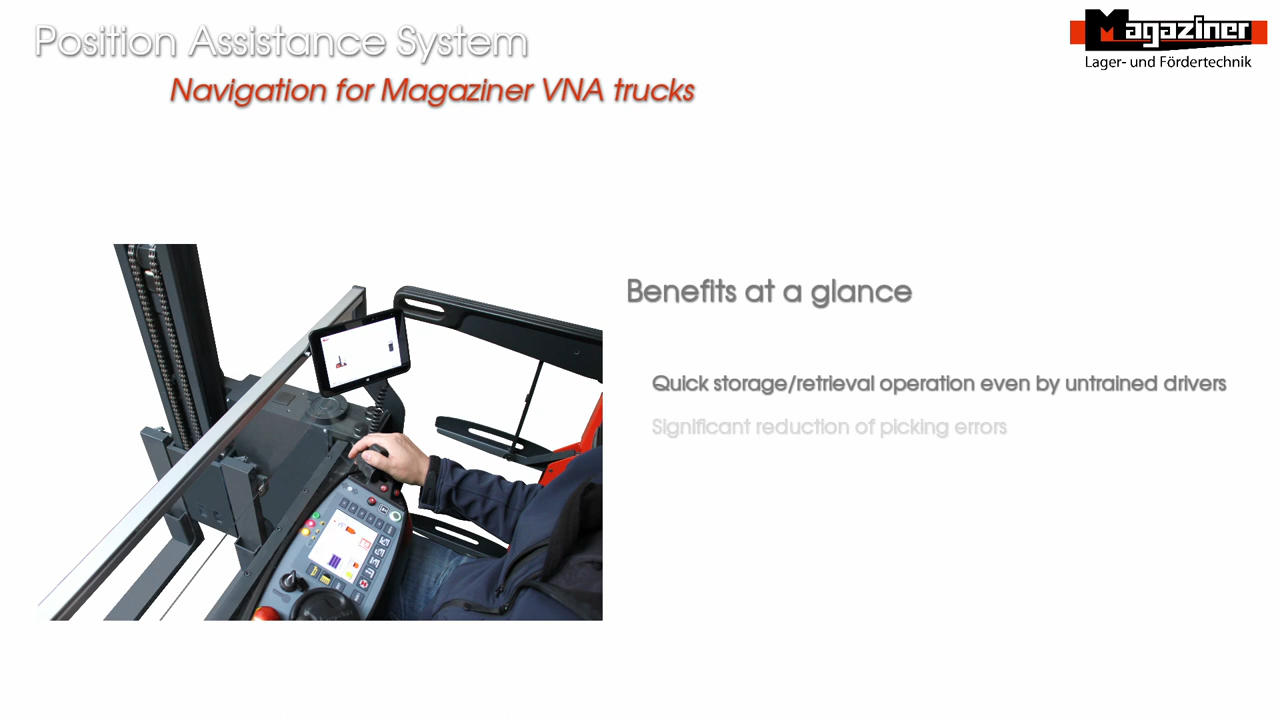 Position Assistance System
Navigation for Magaziner VNA trucks
Magaziner
Lager- und Fördertechnik
Benefits at a glance
Quick storage/retrieval operation even by untrained drivers
Significant reduction of picking errors